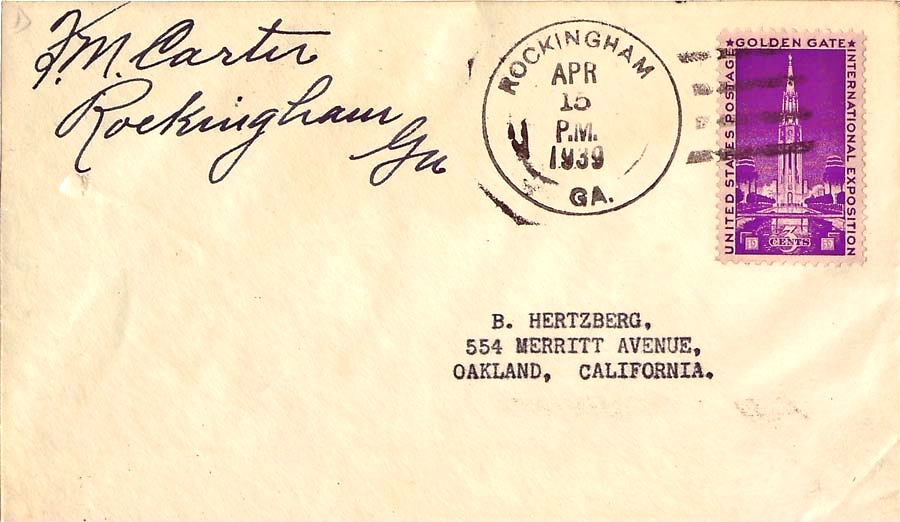 F.M. Carter
Rockingham
Ga
ROCKINGHAM
APR
15
P.M.
1939
GA.
★GOLDEN GATE★
UNITED STATES POSTAGE
INTERNATIONAL EXPOSITION
3
CENTS
B. HERTZBERG,
554 MERRITT AVENUE,
OAKLAND, CALIFORNIA.